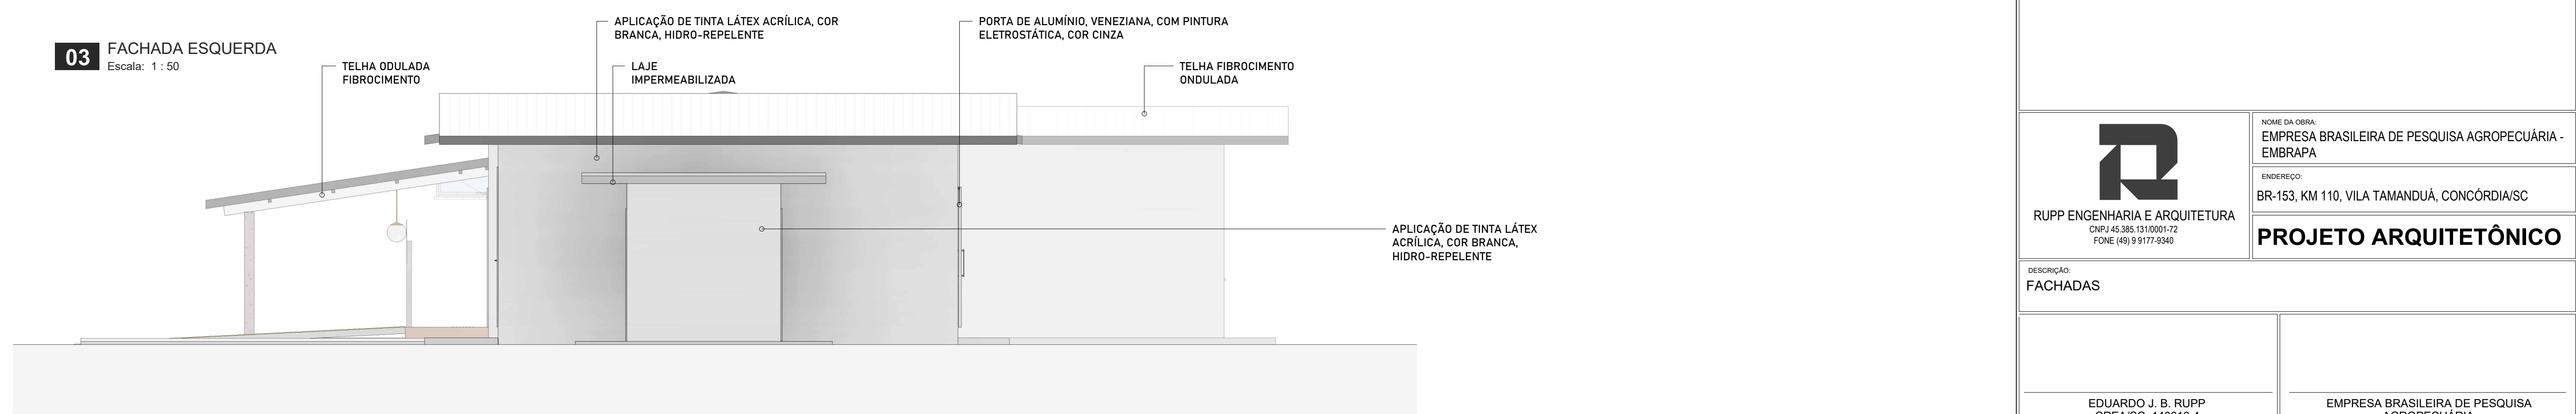 03
FACHADA ESQUERDA
Escala: 1 : 50
TELHA ODULADA
FIBROCIMENTO
APLICAÇÃO DE TINTA LÁTEX ACRÍLICA, COR
BRANCA, HIDRO-REPELENTE
LAJE
IMPERMEABILIZADA
PORTA DE ALUMÍNIO, VENEZIANA, COM PINTURA
ELETROSTÁTICA, COR CINZA
TELHA FIBROCIMENTO
ONDULADA
APLICAÇÃO DE TINTA LÁTEX
ACRÍLICA, COR BRANCA,
HIDRO-REPELENTE
RUPP ENGENHARIA E ARQUITETURA
CNPJ 45.385.131/0001-72
FONE (49) 9 9177-9340
NOME DA OBRA:
EMPRESA BRASILEIRA DE PESQUISA AGROPECUÁRIA -
EMBRAPA
ENDEREÇO:
BR-153, KM 110, VILA TAMANDUÁ, CONCÓRDIA/SC
PROJETO ARQUITETÔNICO
DESCRIÇÃO:
FACHADAS
EDUARDO J. B. RUPP
EMPRESA BRASILEIRA DE PESQUISA
AGROPECUÁRIA